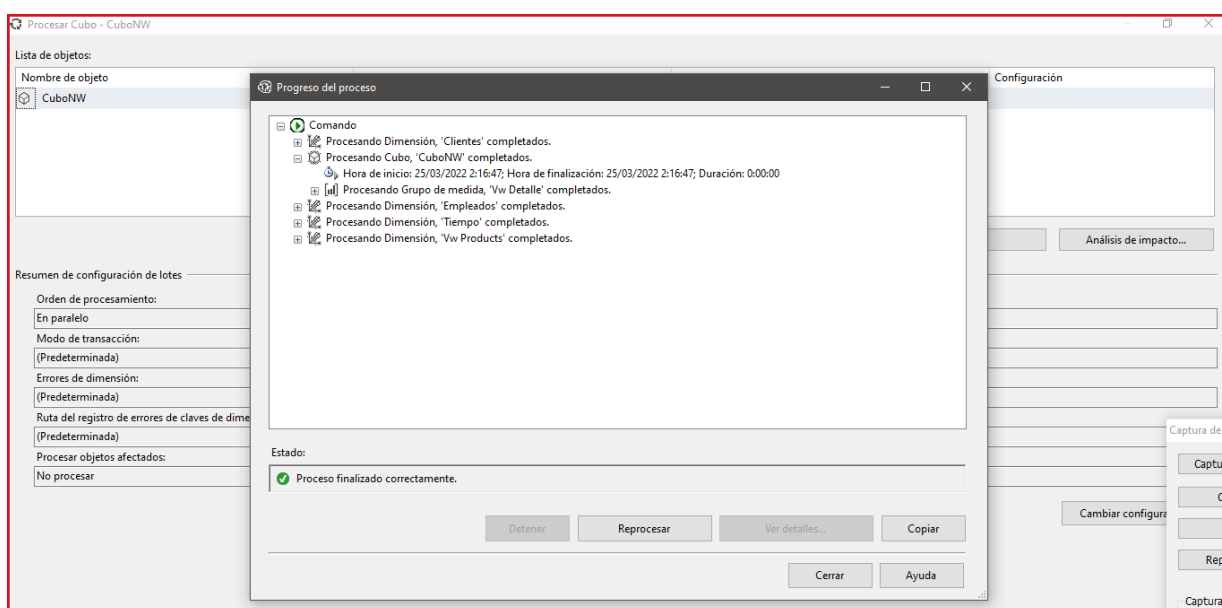 Procesar Cubo - CuboNW
Lista de objetos:
Nombre de objeto
Configuración
CuboNW
Progreso del proceso
Comando
Procesando Dimensión, 'Clientes' completados.
Procesando Cubo, 'CuboNW' completados.
Hora de inicio: 25/03/2022 2:16:47; Hora de finalización: 25/03/2022 2:16:47; Duración: 0:00:00
Procesando Grupo de medida, 'Vw Detalle' completados.
Procesando Dimensión, 'Empleados' completados.
Procesando Dimensión, 'Tiempo' completados.
Procesando Dimensión, 'Vw Products' completados.
Análisis de impacto...
Resumen de configuración de lotes
Orden de procesamiento:
En paralelo
Modo de transacción:
(Predeterminada)
Errores de dimensión:
(Predeterminada)
Ruta del registro de errores de claves de dime
(Predeterminada)
Procesar objetos afectados:
No procesar
Estado:
Proceso finalizado correctamente.
Detener
Reprocesar
Ver detalles...
Copiar
Cerrar
Ayuda
Cambiar configura
Captura de
Captu
Rep
Captura